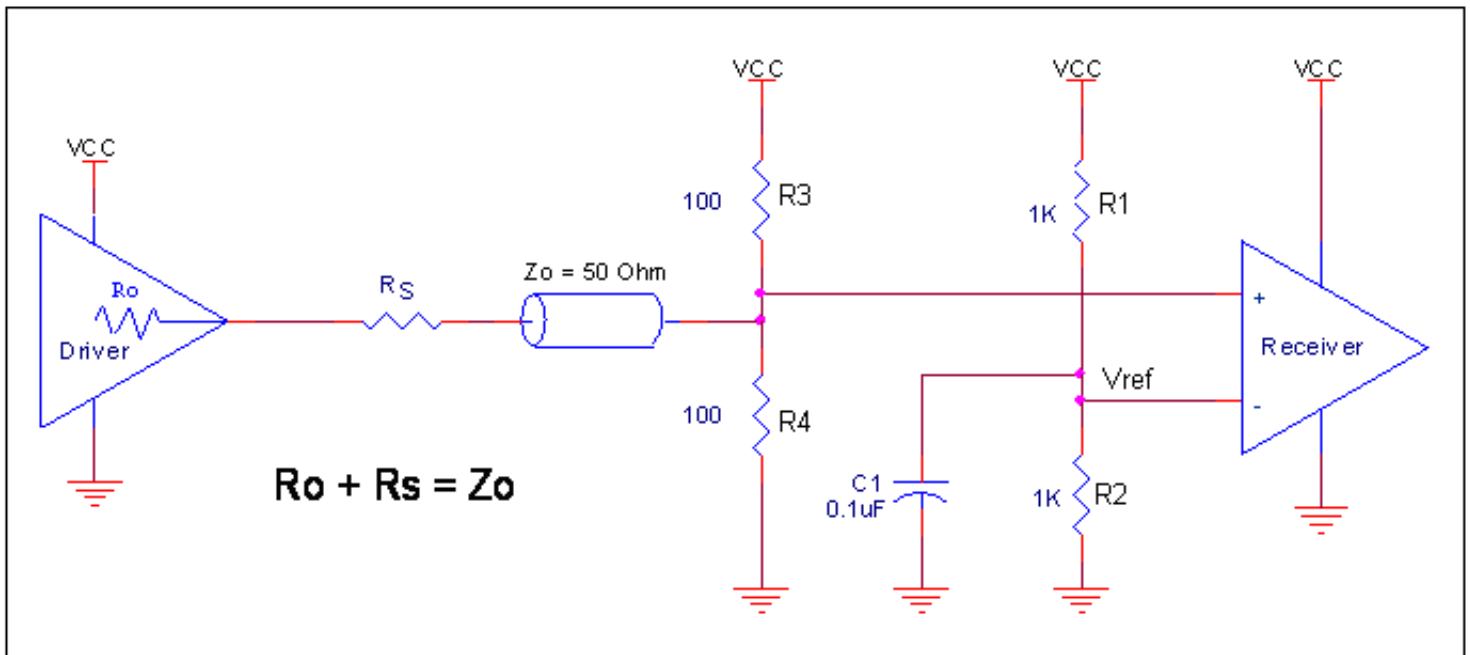 VCC
VCC
VCC
VCC
Ro
Driver
RS
Zo = 50 Ohm
100
R3
100
R4
1K
R1
Vref
C1
0.1uF
1K
R2
+
Receiver
-
Ro + Rs = Zo